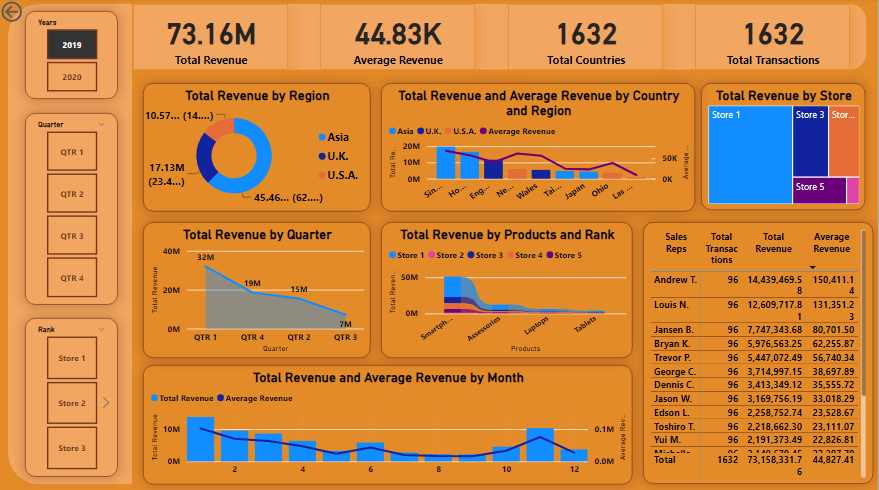 Years
2019
2020
Quarter
QTR 1
QTR 2
QTR 3
QTR 4
Rank
Store 1
Store 2
Store 3
73.16M
Total Revenue
44.83K
Average Revenue
1632
Total Countries
1632
Total Transactions
Total Revenue by Region
10.57... (14....)
17.13M
(23.4...)
45.46... (62....)
Asia
U.K.
U.S.A.
Total Revenue and Average Revenue by Country
and Region
Asia U.K. U.S.A. Average Revenue
Total Re...
20M
10M
0M
50K
0K
Average ...
Sin... Ho... Eng... Ne... Wales Tai... Japan Ohio Las ...
Total Revenue by Store
Store 1
Store 3
Stor...
Store 5
Total Revenue by Quarter
Total Revenue
40M
20M
0M
32M
19M
15M
7M
QTR 1 QTR 4 QTR 2 QTR 3
Quarter
Total Revenue by Products and Rank
Store 1 Store 2 Store 3 Store 4 Store 5
Total Reven...
50M
0M
Smartph... Assessories Laptops Tablets
Products
Sales Reps Total Transactions Total Revenue Average Revenue
Andrew T. 96 14,439,469.58 150,411.14
Louis N. 96 12,609,717.81 131,351.23
Jansen B. 96 7,747,343.68 80,701.50
Bryan K. 96 5,976,563.25 62,255.87
Trevor P. 96 5,447,072.49 56,740.34
George C. 96 3,714,997.15 38,697.89
Dennis C. 96 3,413,349.12 35,555.72
Jason W. 96 3,169,756.19 33,018.29
Edson L. 96 2,258,752.74 23,528.67
Toshiro T. 96 2,218,662.30 23,111.07
Yui M. 96 2,191,373.49 22,826.81
Total 1632 73,158,331.76 44,827.41
Total Revenue and Average Revenue by Month
Total Revenue Average Revenue
Total Revenue
10M
0M
0.1M
0.0M
Average Rev...
2 4 6 8 10 12